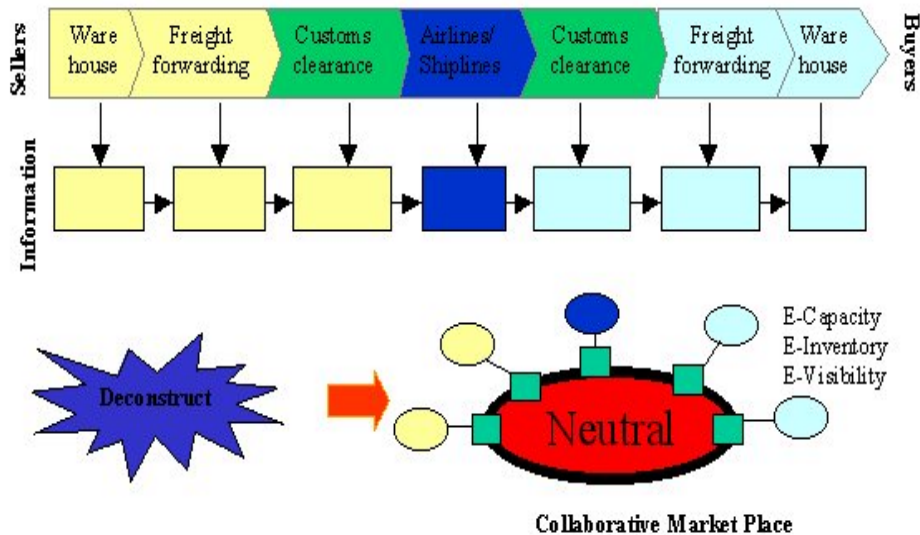 Sellers
Ware
house
Freight
forwarding
Customs
clearance
Airlines/
Shiplines
Customs
clearance
Freight
forwarding
Ware
house
Buyers
Information
Deconstruct
Neutral
E-Capacity
E-Inventory
E-Visibility
Collaborative Market Place